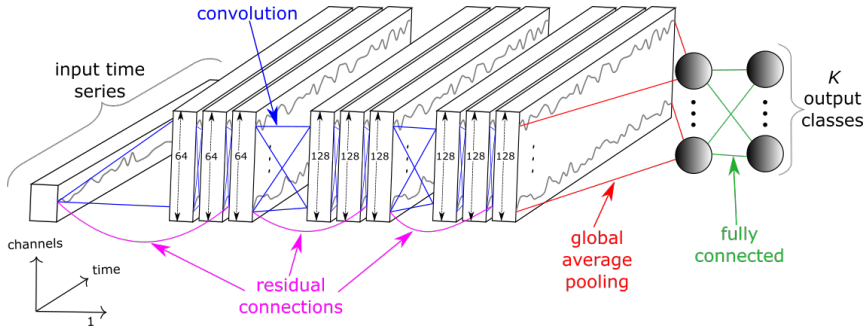 convolution
input time
series
64
64
64
128
128
128
128
128
128
K
output
classes
channels
time
1
residual
connections
global
average
pooling
fully
connected